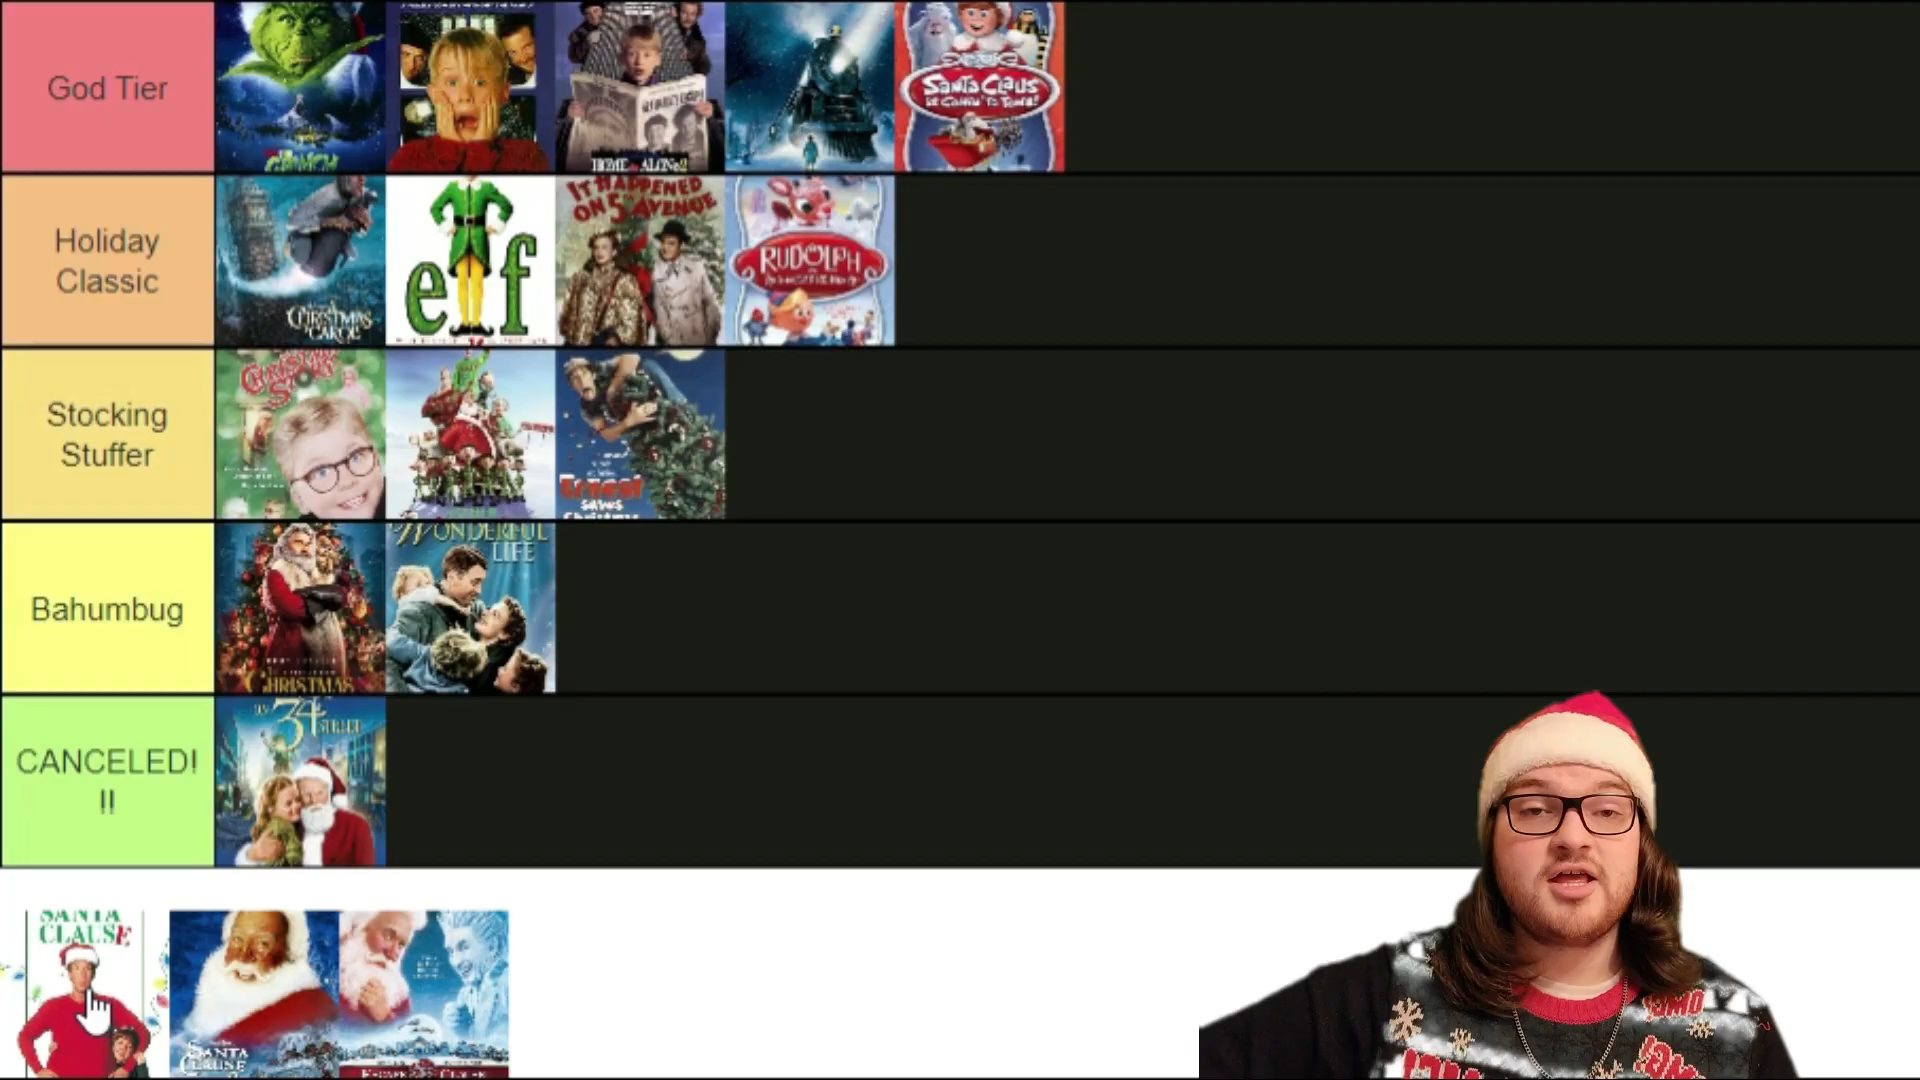 God Tier
GRINCH
HOME ALONE 2
Santa Claus
is Comin' to Town!
Holiday
Classic
A
CHRISTMAS
CAROL
elf
IT HAPPENED
ON 5TH AVENUE
RUDOLPH
Stocking
Stuffer
CHRISTMAS
STORY
Ernest
saves
Christmas
Bahumbug
CHRISTMAS
WONDERFUL
LIFE
CANCELED!
!!
34TH STREET
SANTA
CLAUSE
SANTA
CLAUSE